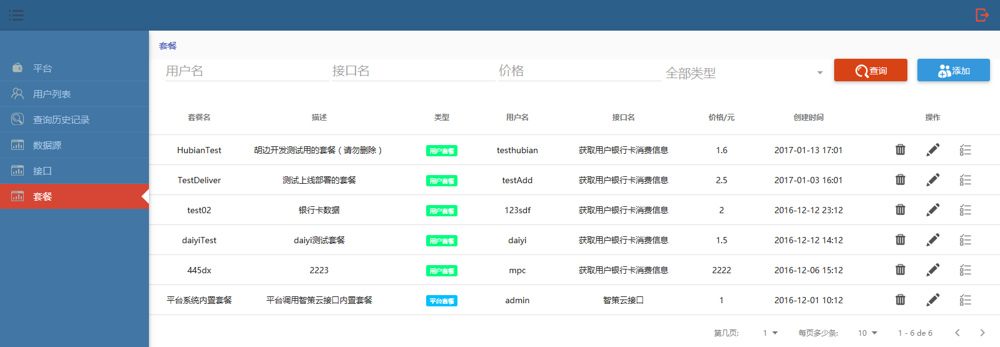 平台
用户列表
查询历史记录
数据源
接口
套餐
套餐
用户名 接口名 价格 全部类型 查询 添加
套餐名 描述 类型 用户名 接口名 价格/元 创建时间 操作
HubianTest 胡边开发测试用的套餐（请勿删除） 用户套餐 testhubian 获取用户银行卡消费信息 1.6 2017-01-13 17:01
TestDeliver 测试上线部署的套餐 用户套餐 testAdd 获取用户银行卡消费信息 2.5 2017-01-03 16:01
test02 银行卡数据 用户套餐 123sdf 获取用户银行卡消费信息 2 2016-12-12 23:12
daiyiTest daiyi测试套餐 用户套餐 daiyi 获取用户银行卡消费信息 1.5 2016-12-12 14:12
445dx 2223 用户套餐 mpc 获取用户银行卡消费信息 2222 2016-12-06 15:12
平台系统内置套餐 平台调用智策云接口内置套餐 平台套餐 admin 智策云接口 1 2016-12-01 10:12
第几页: 1 每页多少条: 10 1 - 6 de 6